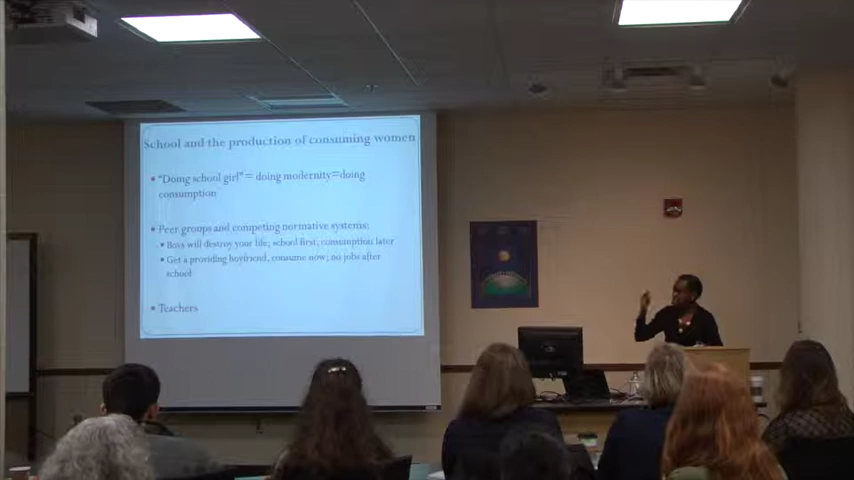 School and the production of consuming women
"Doing school girl" = doing modernity=doing
consumption
Peer groups and competing normative systems:
Boys will destroy your life; school first, consumption later
Get a providing boyfriend, consume now; no jobs after
school
Teachers